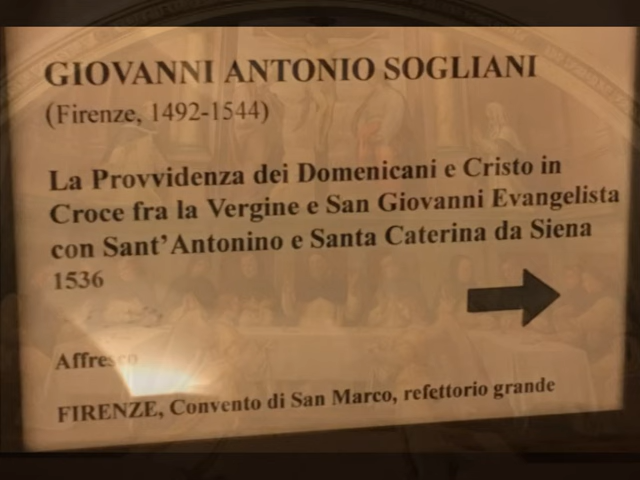 GIOVANNI ANTONIO SOGLIANI
(Firenze, 1492-1544)
La Provvidenza dei Domenicani e Cristo in
Croce fra la Vergine e San Giovanni Evangelista
con Sant'Antonino e Santa Caterina da Siena
1536
Affresco
FIRENZE, Convento di San Marco, refettorio grande